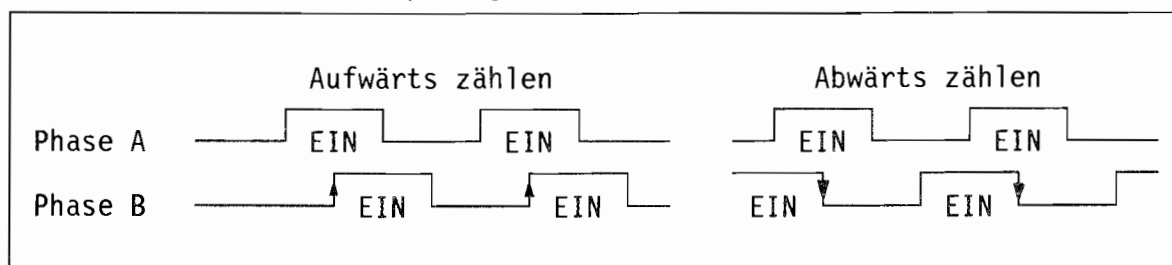 Aufwärts zählen Abwärts zählen
Phase A EIN EIN EIN EIN
Phase B EIN EIN EIN EIN